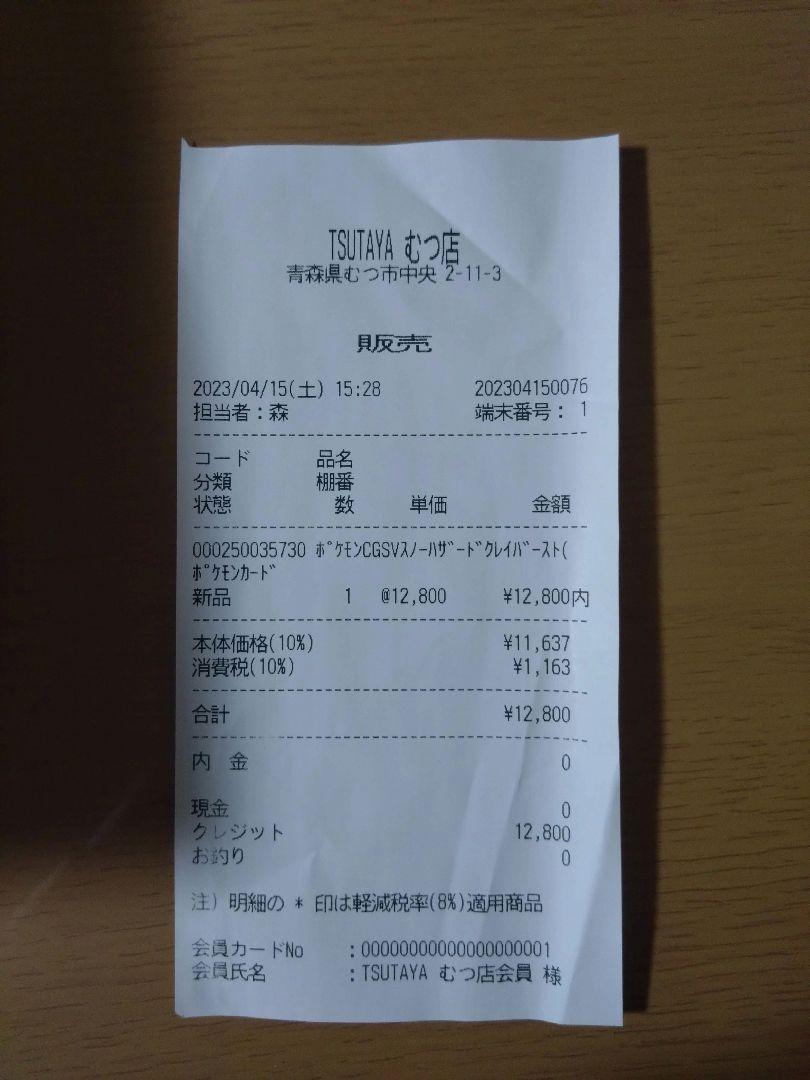 TSUTAYA むつ店
青森県むつ市中央 2-11-3
販売
2023/04/15(土) 15:28 202304150076
担当者：森 端末番号： 1
コード 品名
分類 棚番
状態 数 単価 金額
000250035730 ﾎﾟｹﾓﾝCGSVｽﾉｰﾊｻﾞｰﾄﾞｸﾚｲﾊﾞｰｽﾄ(
ﾎﾟｹﾓﾝｶｰﾄﾞ
新品 1 @12,800 ¥12,800内
本体価格(10%) ¥11,637
消費税(10%) ¥1,163
合計 ¥12,800
内 金 0
現金 0
クレジット 12,800
お釣り 0
注) 明細の * 印は軽減税率(8%)適用商品
会員カードNo :00000000000000000001
会員氏名 :TSUTAYA むつ店会員 様